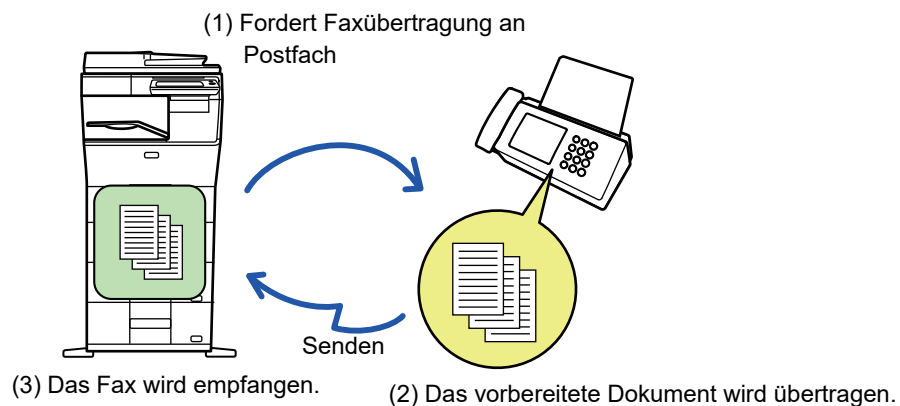 (1) Fordert Faxübertragung an
Postfach
Senden
(3) Das Fax wird empfangen.
(2) Das vorbereitete Dokument wird übertragen.